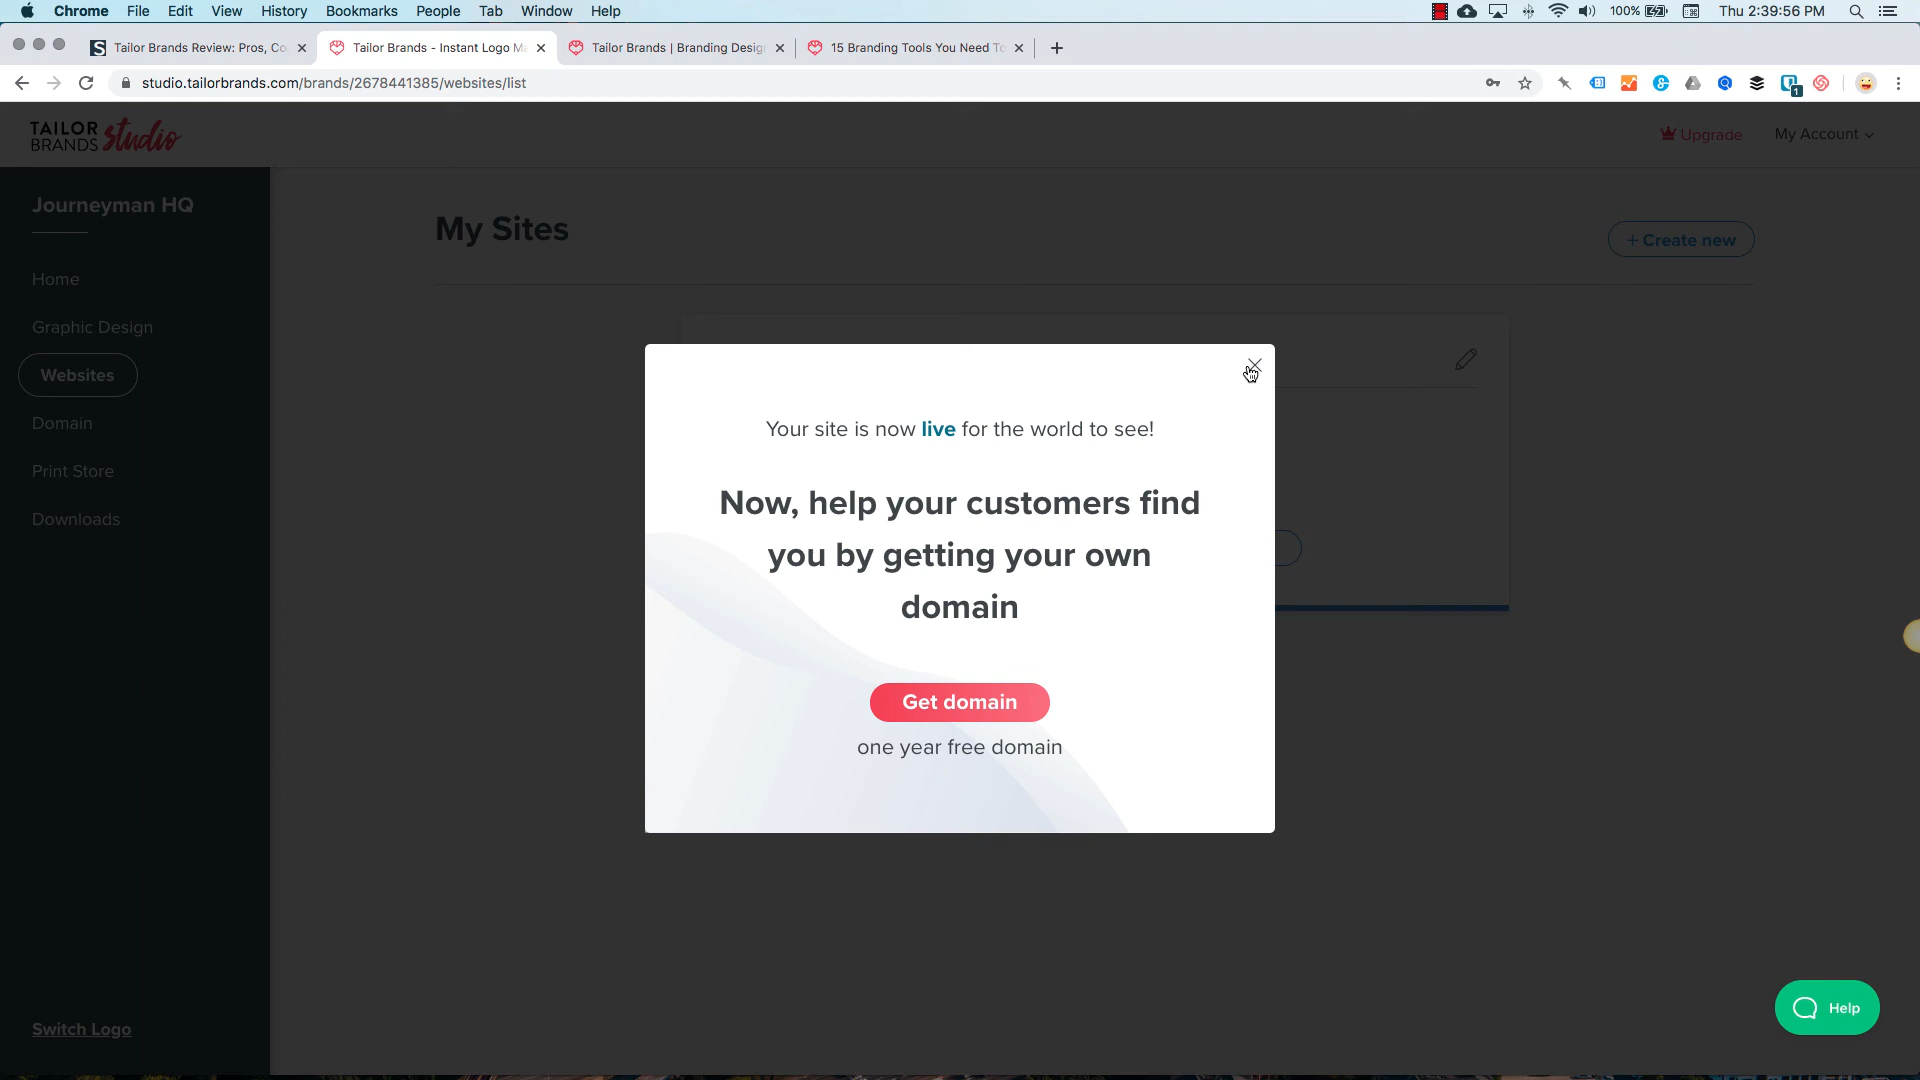 Chrome File Edit View History Bookmarks People Tab Window Help 100% Thu 2:39:56 PM
Tailor Brands Review: Pros, Co Tailor Brands - Instant Logo Ma Tailor Brands | Branding Design 15 Branding Tools You Need To
studio.tailorbrands.com/brands/2678441385/websites/list
1
TAILOR BRANDS studio
Upgrade My Account
Journeyman HQ
My Sites
+ Create new
Home
Graphic Design
Websites
Domain
Print Store
Downloads
Switch Logo
Your site is now live for the world to see!
Now, help your customers find
you by getting your own
domain
Get domain
one year free domain
Help